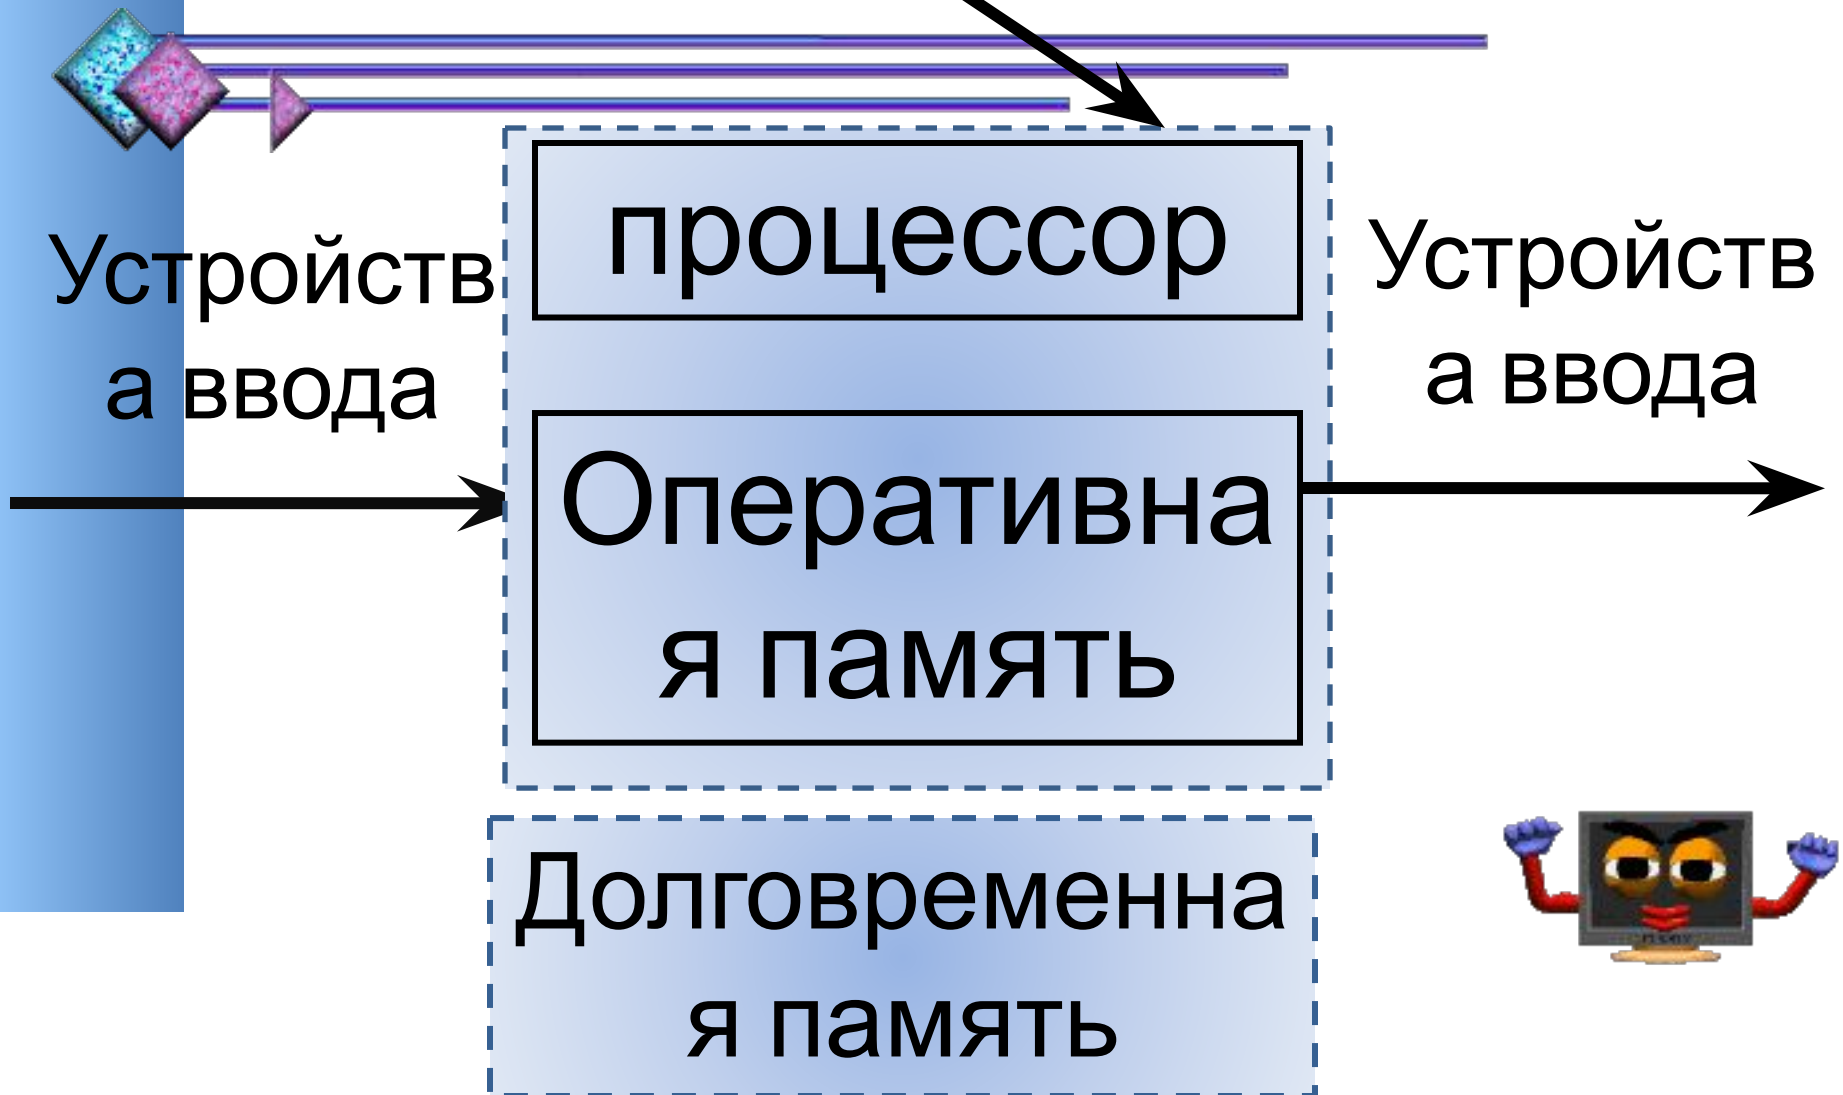 процессор
Устройств
а ввода
Устройств
а ввода
Оперативна
я память
Долговременна
я память